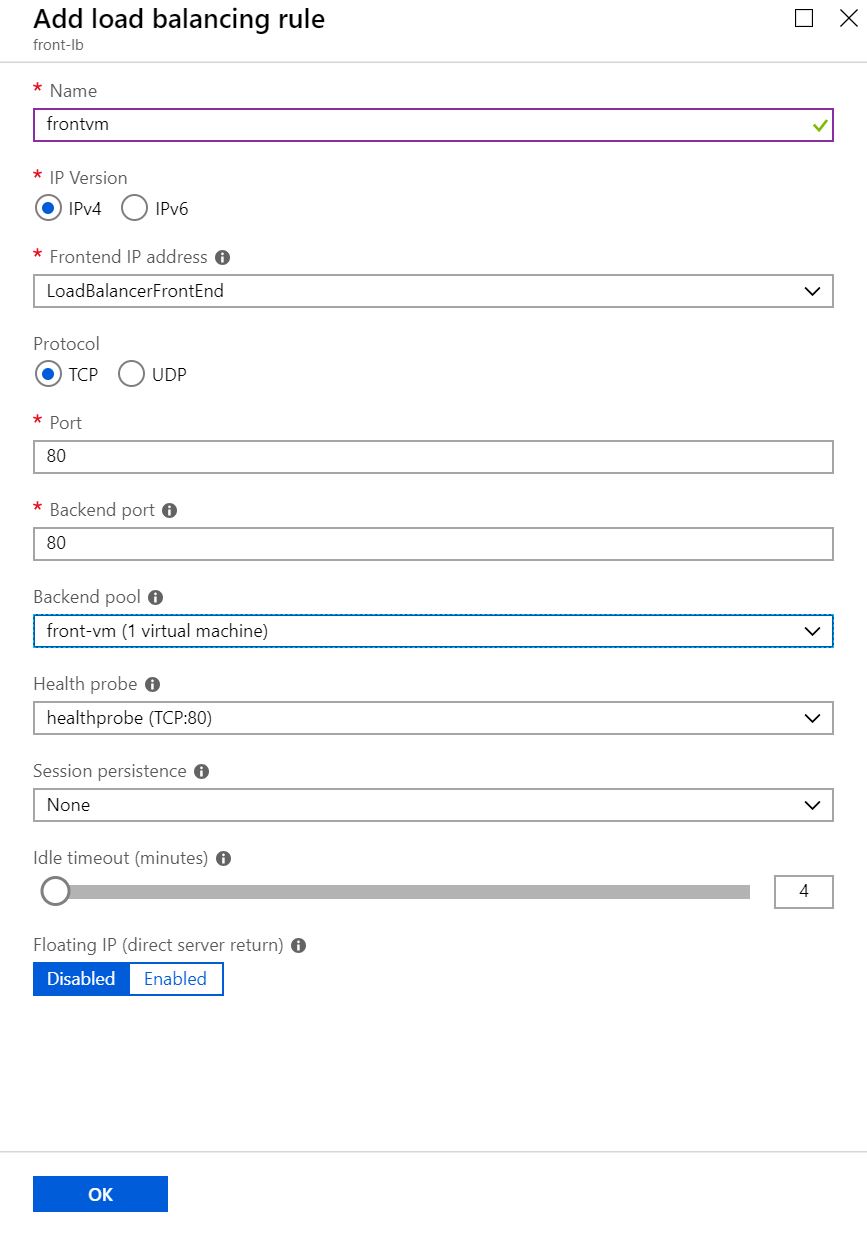 Add load balancing rule
front-lb
* Name
frontvm
* IP Version
IPv4 IPv6
* Frontend IP address
LoadBalancerFrontEnd
Protocol
TCP UDP
* Port
80
* Backend port
80
Backend pool
front-vm (1 virtual machine)
Health probe
healthprobe (TCP:80)
Session persistence
None
Idle timeout (minutes)
4
Floating IP (direct server return)
Disabled Enabled
OK